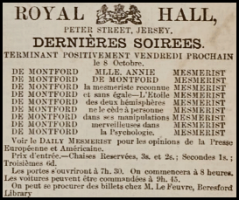 ROYAL HALL,
PETER STREET, JERSEY.
DERNIÈRES SOIREES.
TERMINANT POSITIVEMENT VENDREDI PROCHAIN
le 8 Octobre.
DE MONTFORD MLLE. ANNIE MESMERIST
DE MONTFORD DE MONTFORD MESMERIST
DE MONTFORD la mesmeriste reconnue MESMERIST
DE MONTFORD et sans égale—L'Etoile MESMERIST
DE MONTFORD des deux hémisphères MESMERIST
DE MONTFORD ne le cède à personne MESMERIST
DE MONTFORD dans ses manipulations MESMERIST
DE MONTFORD merveilleuses dans MESMERIST
DE MONTFORD la Psychologie, MESMERIST
Voir le DAILY MESMERIST pour les opinions de la Presse
Européenne et Américaine.
Prix d'entrée.—Chaises Reservées, 3s. et 2s.; Secondes 1s.;
Troisièmes 6d.
Les portes s'ouvriront à 7h. 30. On commencera à 8 heures.
Les voitures peuvent être commandées à 9h. 45.
On peut se procurer des billets chez M. Le Feuvre, Beresford
Library